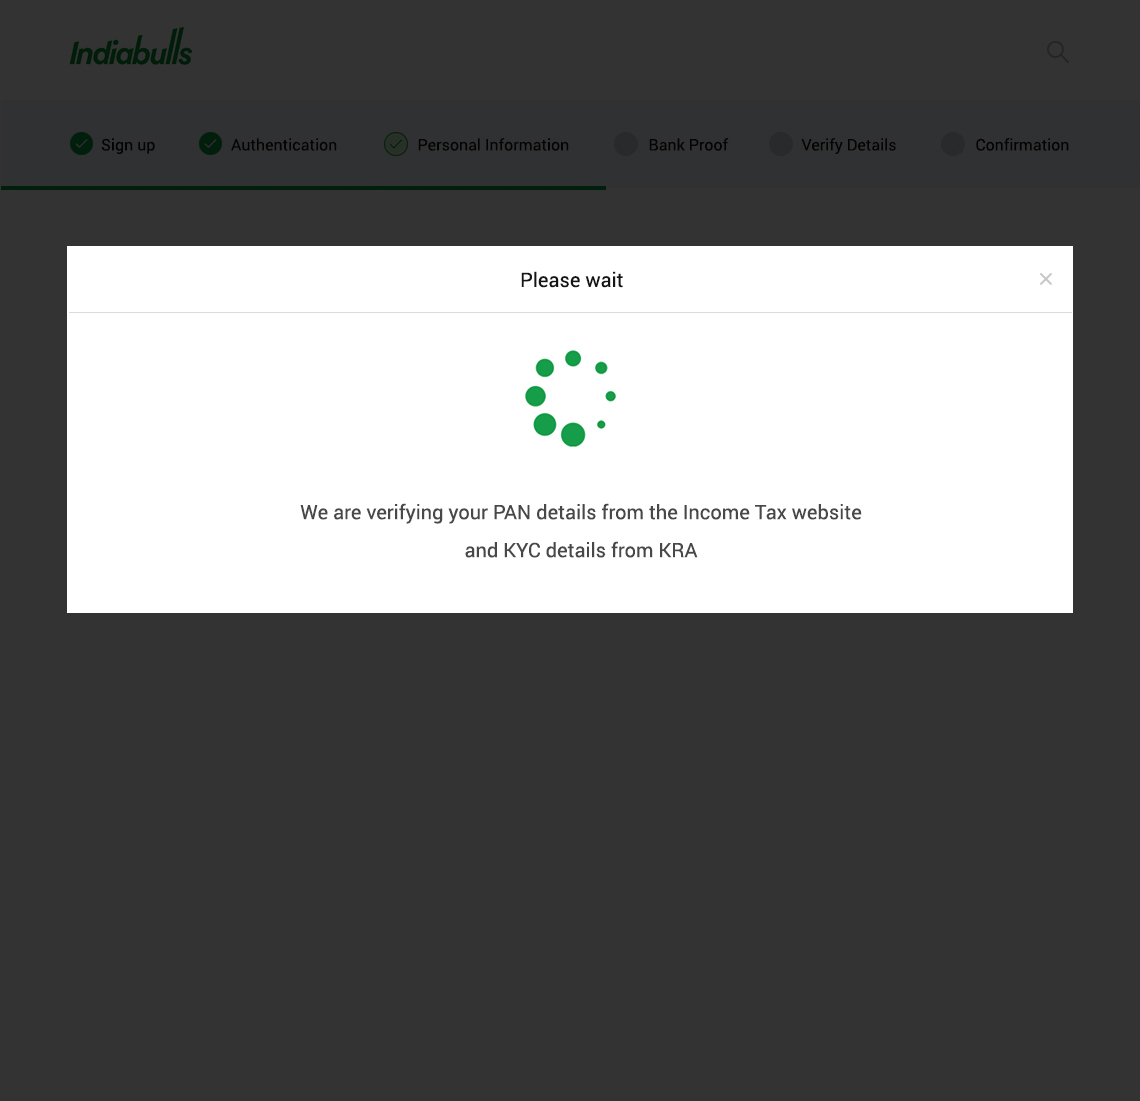 Indiabulls
Sign up Authentication Personal Information Bank Proof Verify Details Confirmation
Please wait
We are verifying your PAN details from the Income Tax website
and KYC details from KRA